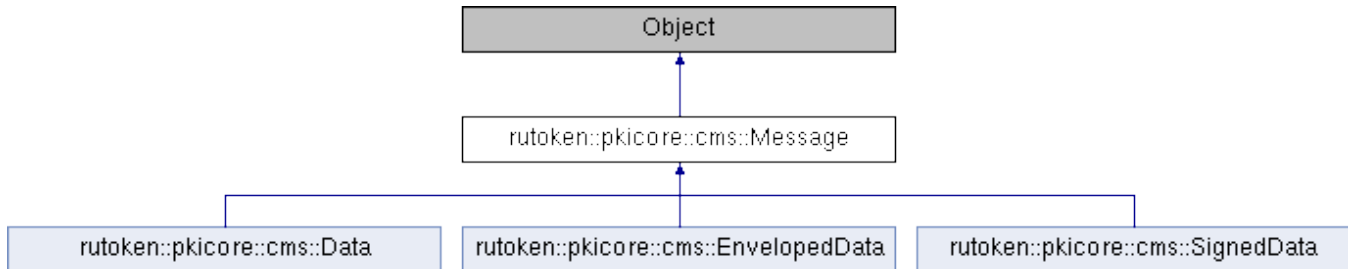 Object
rutoken::pkicore::cms::Message
rutoken::pkicore::cms::Data
rutoken::pkicore::cms::EnvelopedData
rutoken::pkicore::cms::SignedData